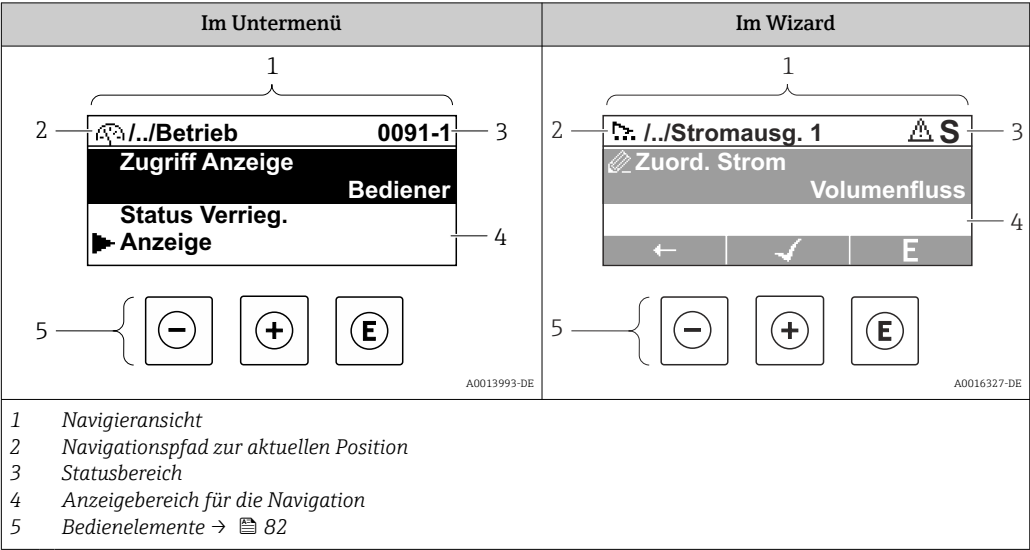 Im Untermenü
Im Wizard
1
2
/../Betrieb 0091-1
3
Zugriff Anzeige
Bediener
Status Verrieg.
Anzeige
4
5
- + E
A0013993-DE
1
2
/../Stromausg. 1 S
3
Zuord. Strom
Volumenfluss
4
← ✓ E
5
- + E
A0016327-DE
1 Navigieransicht
2 Navigationspfad zur aktuellen Position
3 Statusbereich
4 Anzeigebereich für die Navigation
5 Bedienelemente → 82